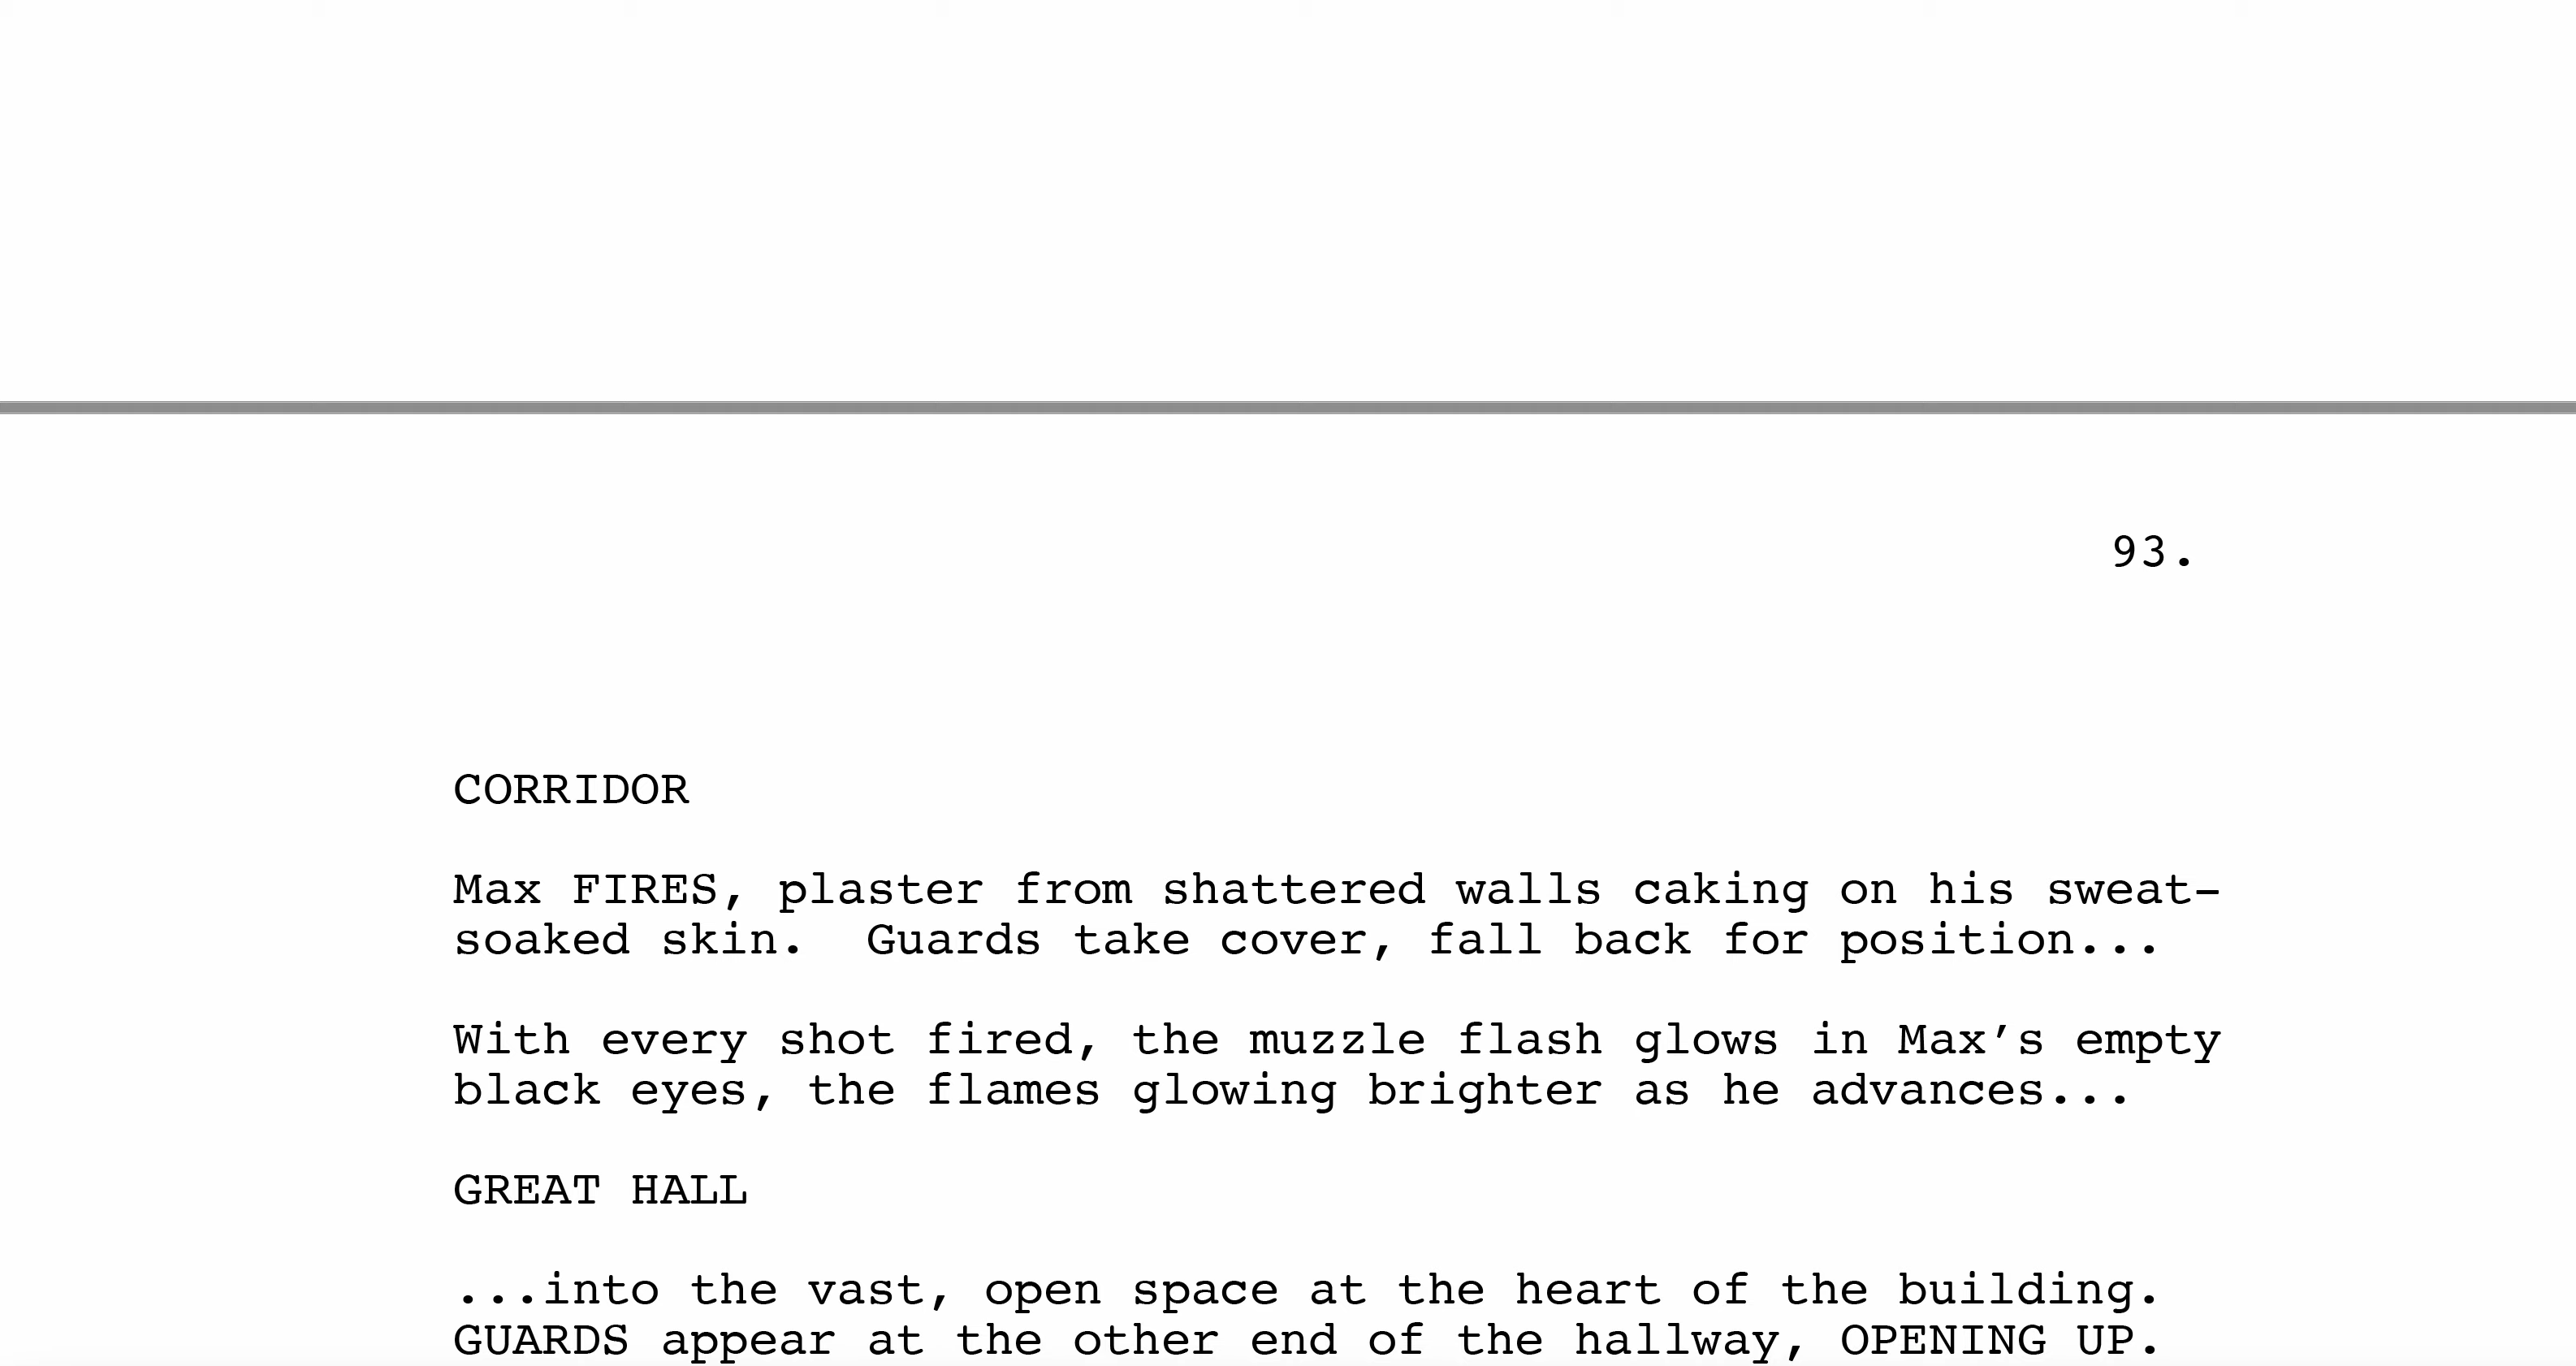 93.
CORRIDOR
Max FIRES, plaster from shattered walls caking on his sweat-
soaked skin.  Guards take cover, fall back for position...
With every shot fired, the muzzle flash glows in Max’s empty
black eyes, the flames glowing brighter as he advances...
GREAT HALL
...into the vast, open space at the heart of the building.
GUARDS appear at the other end of the hallway, OPENING UP.